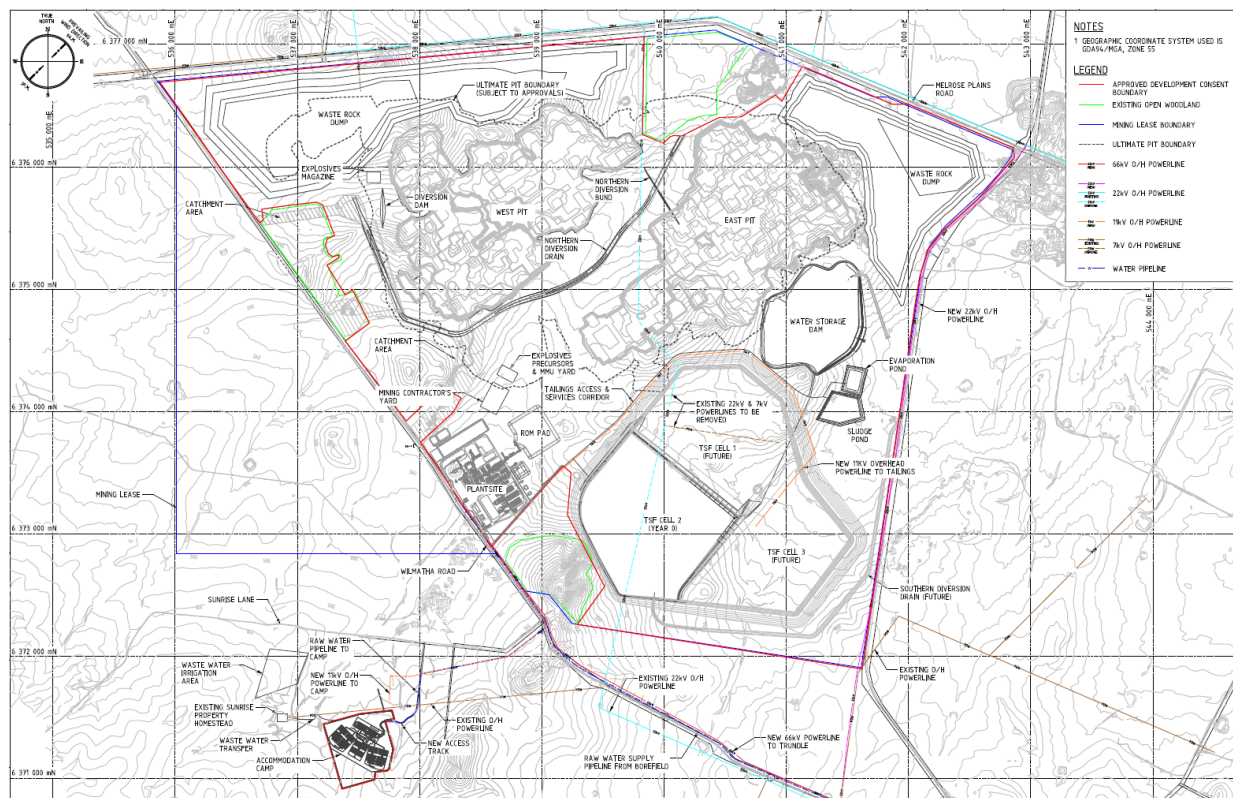 TRUE
NORTH
N
W
E
S
PREVAILING
WIND DIRECTION
9A.M.
3P.M.
6 377 000 mN
536 000 mE
537 000 mE
538 000 mE
539 000 mE
540 000 mE
541 000 mE
542 000 mE
543 000 mE
535 000 mE
544 000 mE
NOTES
1 GEOGRAPHIC COORDINATE SYSTEM USED IS
GDA94/MGA, ZONE 55
LEGEND
APPROVED DEVELOPMENT CONSENT
BOUNDARY
EXISTING OPEN WOODLAND
MINING LEASE BOUNDARY
ULTIMATE PIT BOUNDARY
66kV O/H POWERLINE
22kV O/H POWERLINE
11kV O/H POWERLINE
7kV O/H POWERLINE
WATER PIPELINE
ULTIMATE PIT BOUNDARY
(SUBJECT TO APPROVALS)
MELROSE PLAINS
ROAD
WASTE ROCK
DUMP
6 376 000 mN
EXPLOSIVES
MAGAZINE
NORTHERN
DIVERSION
BUND
WASTE ROCK
DUMP
CATCHMENT
AREA
DIVERSION
DAM
WEST PIT
EAST PIT
NORTHERN
DIVERSION
DRAIN
6 375 000 mN
NEW 22kV O/H
POWERLINE
WATER STORAGE
DAM
CATCHMENT
AREA
EXPLOSIVES
PRECURSORS
& MMU YARD
EVAPORATION
POND
MINING CONTRACTOR'S
YARD
TAILINGS ACCESS &
SERVICES CORRIDOR
6 374 000 mN
EXISTING 22kV & 7kV
POWERLINES TO BE
REMOVED
SLUDGE
POND
ROM PAD
TSF CELL 1
(FUTURE)
NEW 11KV OVERHEAD
POWERLINE TO TAILINGS
PLANTSITE
MINING LEASE
TSF CELL 2
(YEAR 0)
6 373 000 mN
TSF CELL 3
(FUTURE)
WILMATHA ROAD
SOUTHERN DIVERSION
DRAIN (FUTURE)
SUNRISE LANE
6 372 000 mN
RAW WATER
PIPELINE TO
CAMP
WASTE WATER
IRRIGATION
AREA
NEW 11kV O/H
POWERLINE TO
CAMP
EXISTING 22kV O/H
POWERLINE
EXISTING O/H
POWERLINE
EXISTING SUNRISE
PROPERTY
HOMESTEAD
EXISTING O/H
POWERLINE
WASTE WATER
TRANSFER
NEW ACCESS
TRACK
NEW 66kV POWERLINE
TO TRUNDLE
ACCOMMODATION
CAMP
RAW WATER SUPPLY
PIPELINE FROM BOREFIELD
6 371 000 mN